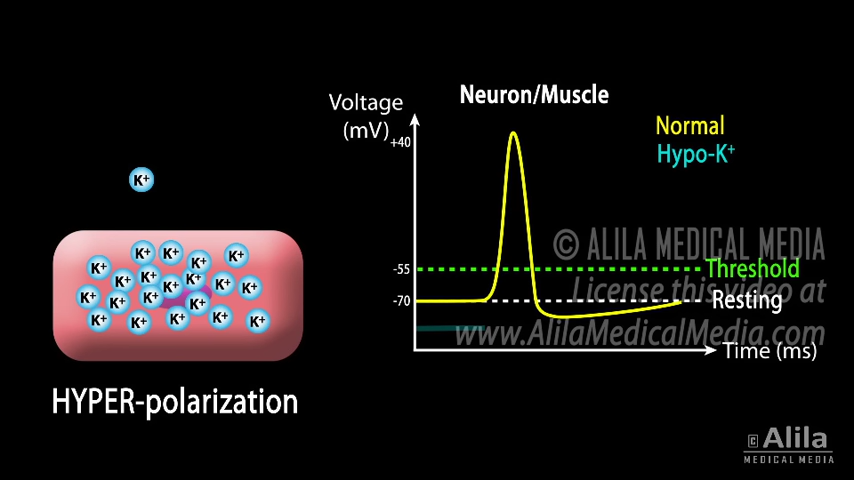 Neuron/Muscle
Voltage
(mV)
+40
Normal
Hypo-K⁺
K⁺
© ALILA MEDICAL MEDIA
K⁺ K⁺ K⁺ K⁺
K⁺ K⁺ K⁺ K⁺ K⁺ K⁺ K⁺
K⁺ K⁺ K⁺ K⁺
K⁺ K⁺ K⁺ K⁺ K⁺
-55
Threshold
License this video at
-70
Resting
www.AlilaMedicalMedia.com
Time (ms)
HYPER-polarization
© Alila
MEDICAL MEDIA